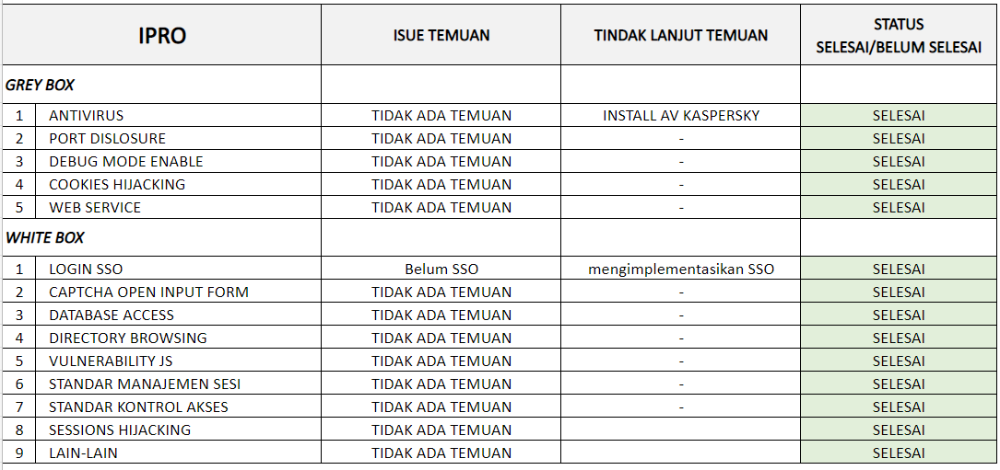 IPRO ISUE TEMUAN TINDAK LANJUT TEMUAN STATUS
SELESAI/BELUM SELESAI
GREY BOX
1 ANTIVIRUS TIDAK ADA TEMUAN INSTALL AV KASPERSKY SELESAI
2 PORT DISLOSURE TIDAK ADA TEMUAN - SELESAI
3 DEBUG MODE ENABLE TIDAK ADA TEMUAN - SELESAI
4 COOKIES HIJACKING TIDAK ADA TEMUAN - SELESAI
5 WEB SERVICE TIDAK ADA TEMUAN - SELESAI
WHITE BOX
1 LOGIN SSO Belum SSO mengimplementasikan SSO SELESAI
2 CAPTCHA OPEN INPUT FORM TIDAK ADA TEMUAN - SELESAI
3 DATABASE ACCESS TIDAK ADA TEMUAN - SELESAI
4 DIRECTORY BROWSING TIDAK ADA TEMUAN - SELESAI
5 VULNERABILITY JS TIDAK ADA TEMUAN - SELESAI
6 STANDAR MANAJEMEN SESI TIDAK ADA TEMUAN - SELESAI
7 STANDAR KONTROL AKSES TIDAK ADA TEMUAN - SELESAI
8 SESSIONS HIJACKING TIDAK ADA TEMUAN SELESAI
9 LAIN-LAIN TIDAK ADA TEMUAN SELESAI